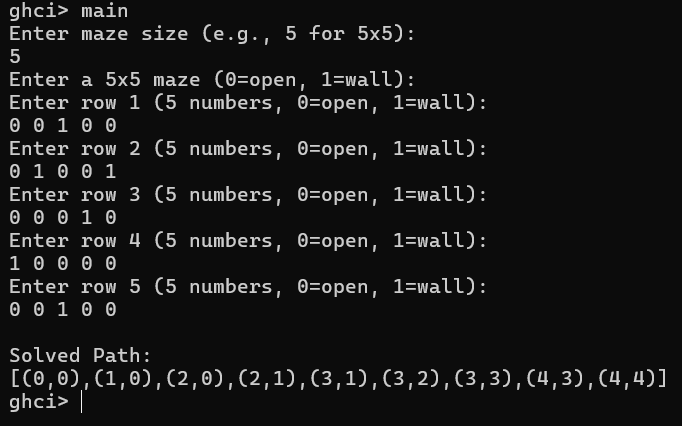 ghci> main
Enter maze size (e.g., 5 for 5x5):
5
Enter a 5x5 maze (0=open, 1=wall):
Enter row 1 (5 numbers, 0=open, 1=wall):
0 0 1 0 0
Enter row 2 (5 numbers, 0=open, 1=wall):
0 1 0 0 1
Enter row 3 (5 numbers, 0=open, 1=wall):
0 0 0 1 0
Enter row 4 (5 numbers, 0=open, 1=wall):
1 0 0 0 0
Enter row 5 (5 numbers, 0=open, 1=wall):
0 0 1 0 0
Solved Path:
[(0,0),(1,0),(2,0),(2,1),(3,1),(3,2),(3,3),(4,3),(4,4)]
ghci>